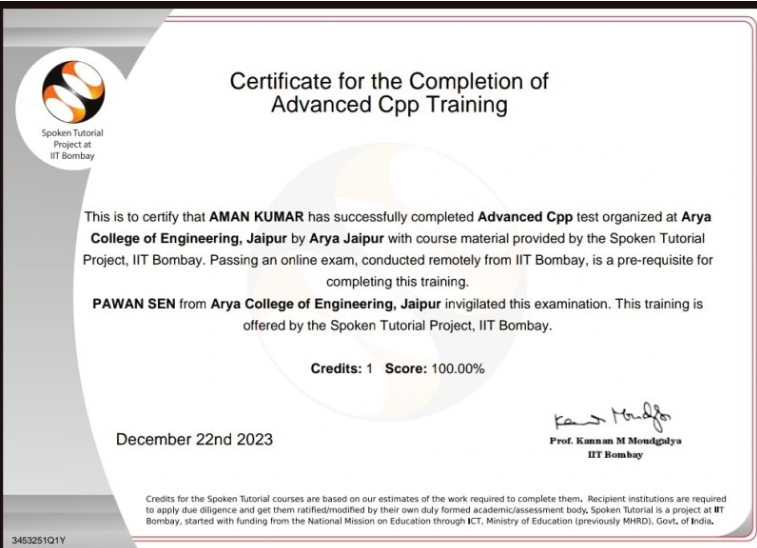 Spoken Tutorial
Project at
IIT Bombay
Certificate for the Completion of
Advanced Cpp Training
This is to certify that AMAN KUMAR has successfully completed Advanced Cpp test organized at Arya
College of Engineering, Jaipur by Arya Jaipur with course material provided by the Spoken Tutorial
Project, IIT Bombay. Passing an online exam, conducted remotely from IIT Bombay, is a pre-requisite for
completing this training.
PAWAN SEN from Arya College of Engineering, Jaipur invigilated this examination. This training is
offered by the Spoken Tutorial Project, IIT Bombay.
Credits: 1 Score: 100.00%
December 22nd 2023
Prof. Kannan M Moudgalya
IIT Bombay
Credits for the Spoken Tutorial courses are based on our estimates of the work required to complete them. Recipient institutions are required
to apply due diligence and get them ratified/modified by their own duly formed academic/assessment body. Spoken Tutorial is a project at IIT
Bombay, started with funding from the National Mission on Education through ICT, Ministry of Education (previously MHRD), Govt. of India.
3453251Q1Y